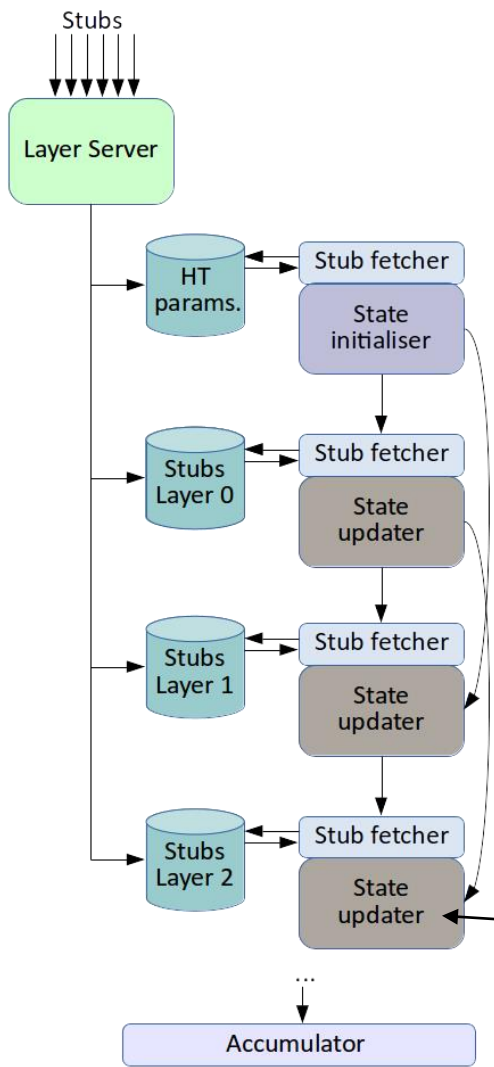 Stubs
Layer Server
HT
params.
Stub fetcher
State
initialiser
Stubs
Layer 0
Stub fetcher
State
updater
Stubs
Layer 1
Stub fetcher
State
updater
Stubs
Layer 2
Stub fetcher
State
updater
...
Accumulator